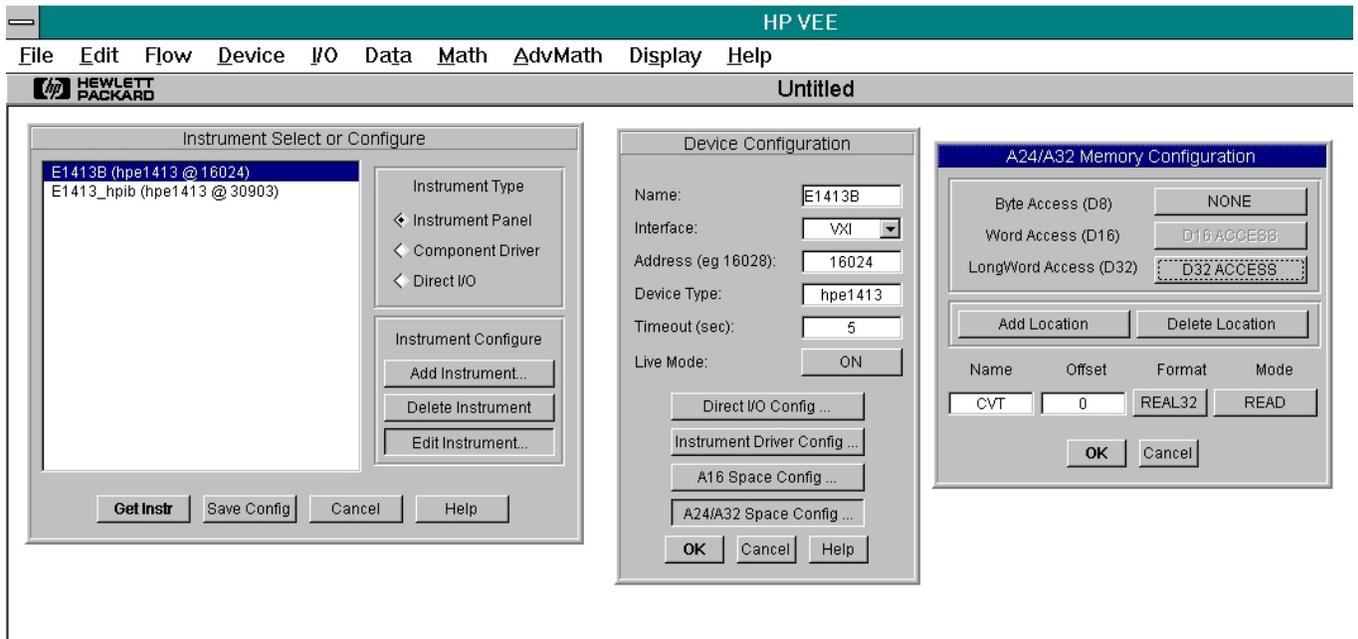 HP VEE
File Edit Flow Device I/O Data Math AdvMath Display Help
hp HEWLETT PACKARD
Untitled
Instrument Select or Configure
E1413B (hpe1413 @ 16024)
E1413_hpib (hpe1413 @ 30903)
Instrument Type
Instrument Panel
Component Driver
Direct I/O
Instrument Configure
Add Instrument...
Delete Instrument
Edit Instrument...
Get Instr Save Config Cancel Help
Device Configuration
Name: E1413B
Interface: VXI
Address (eg 16028): 16024
Device Type: hpe1413
Timeout (sec): 5
Live Mode: ON
Direct I/O Config ...
Instrument Driver Config ...
A16 Space Config ...
A24/A32 Space Config ...
OK Cancel Help
A24/A32 Memory Configuration
Byte Access (D8) NONE
Word Access (D16) D16 ACCESS
LongWord Access (D32) D32 ACCESS
Add Location Delete Location
Name Offset Format Mode
CVT 0 REAL32 READ
OK Cancel